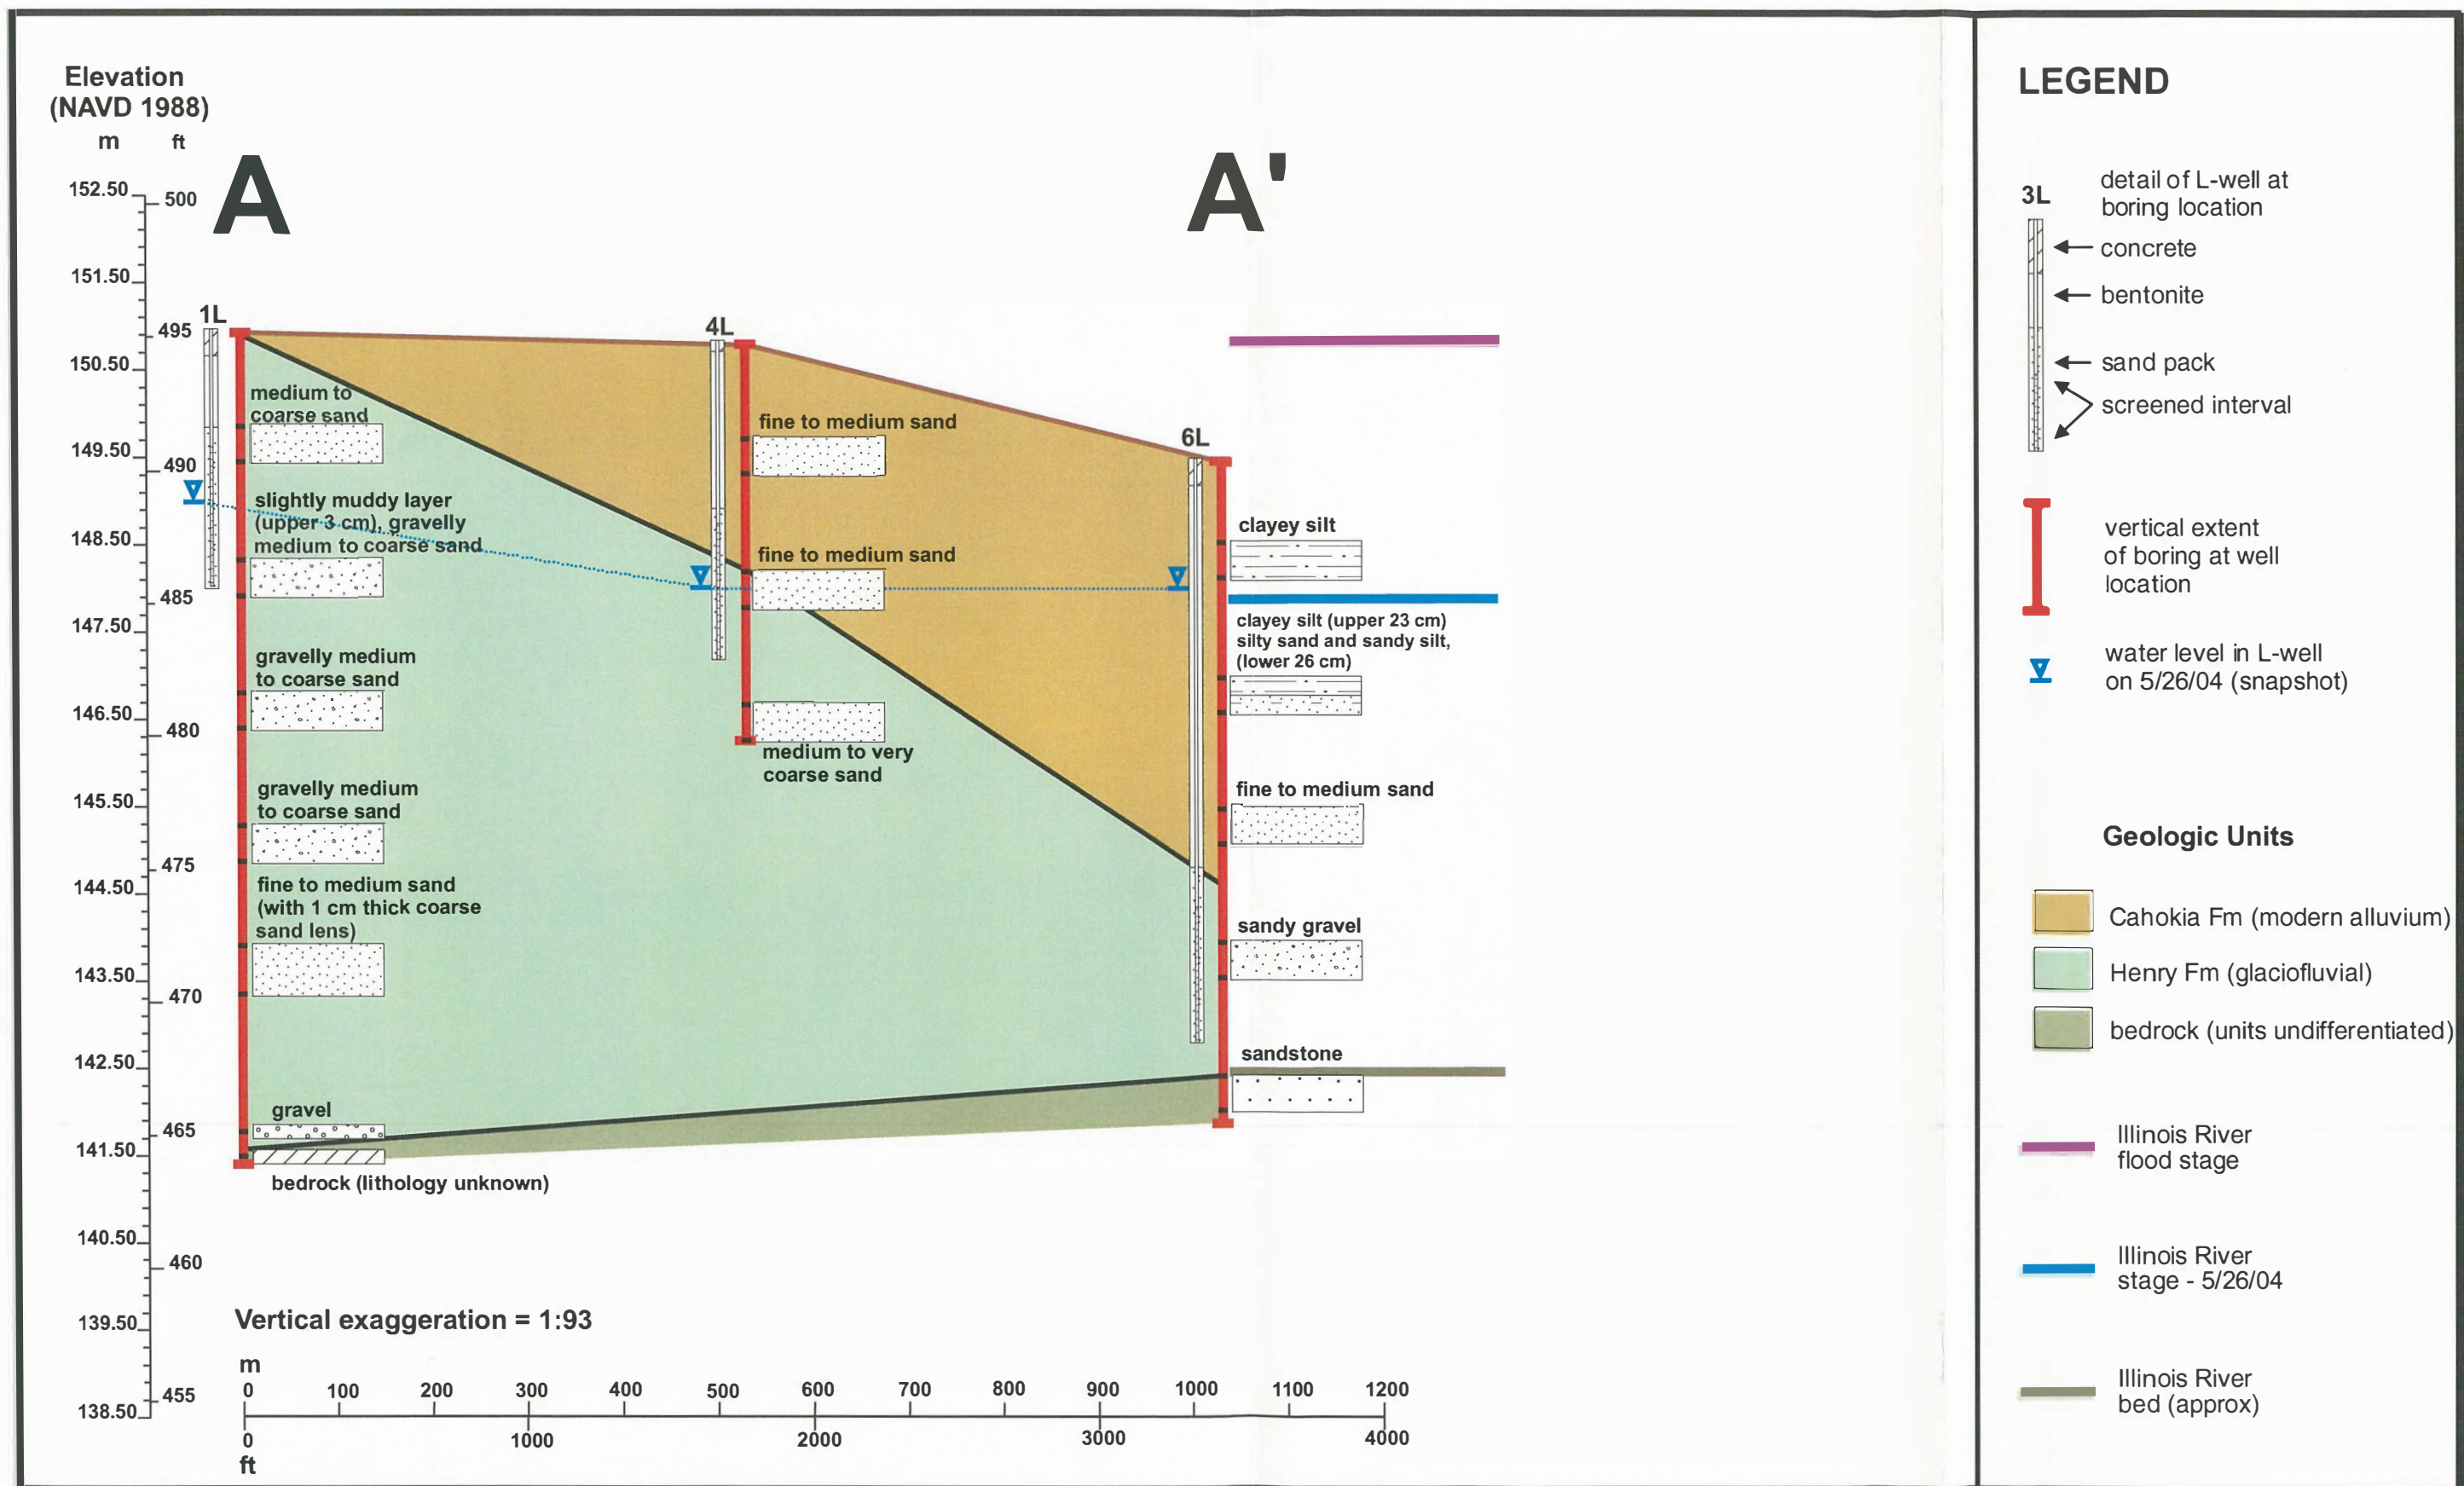 Elevation
(NAVD 1988)
m ft
A A'
152.50
151.50
150.50
149.50
148.50
147.50
146.50
145.50
144.50
143.50
142.50
141.50
140.50
139.50
138.50
500
495
490
485
480
475
470
465
460
455
1L
4L
6L
medium to
coarse sand
slightly muddy layer
(upper 3 cm), gravelly
medium to coarse sand
gravelly medium
to coarse sand
gravelly medium
to coarse sand
fine to medium sand
(with 1 cm thick coarse
sand lens)
gravel
bedrock (lithology unknown)
fine to medium sand
fine to medium sand
medium to very
coarse sand
clayey silt
clayey silt (upper 23 cm)
silty sand and sandy silt,
(lower 26 cm)
fine to medium sand
sandy gravel
sandstone
Vertical exaggeration = 1:93
m
0 100 200 300 400 500 600 700 800 900 1000 1100 1200
0 1000 2000 3000 4000
ft
LEGEND
3L
detail of L-well at
boring location
concrete
bentonite
sand pack
screened interval
vertical extent
of boring at well
location
water level in L-well
on 5/26/04 (snapshot)
Geologic Units
Cahokia Fm (modern alluvium)
Henry Fm (glaciofluvial)
bedrock (units undifferentiated)
Illinois River
flood stage
Illinois River
stage - 5/26/04
Illinois River
bed (approx)